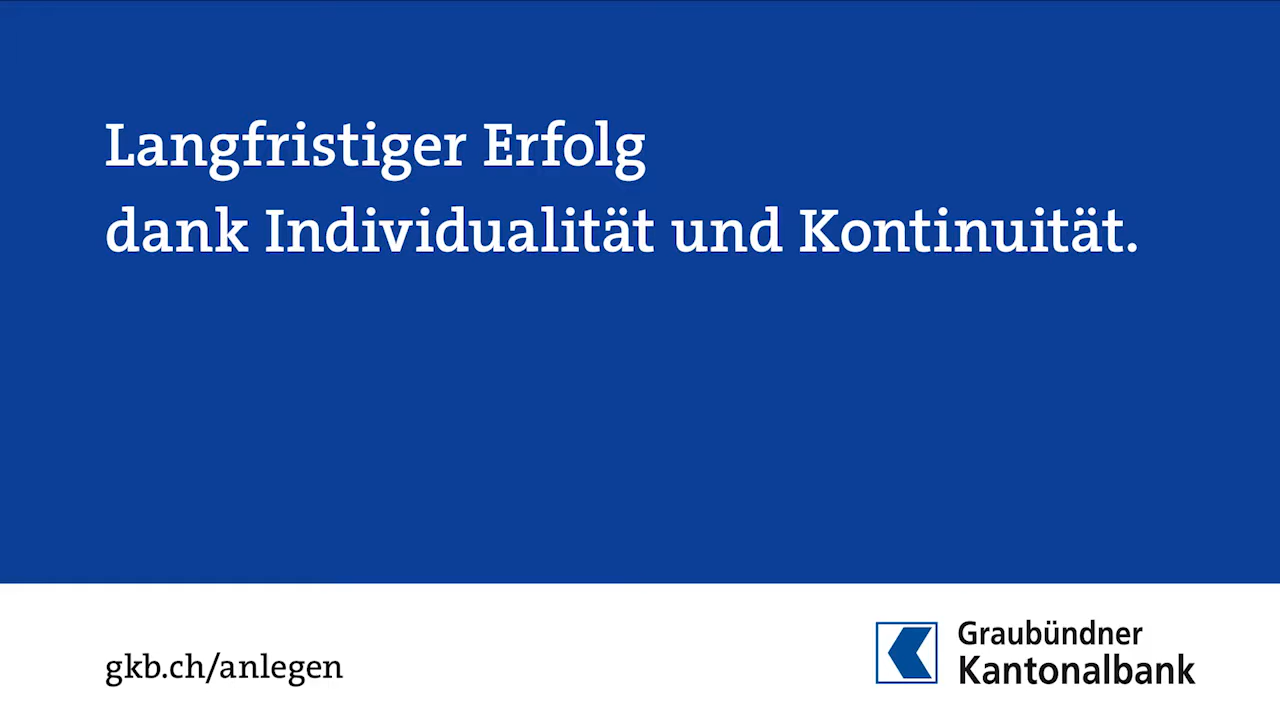 Langfristiger Erfolg
dank Individualität und Kontinuität.
gkb.ch/anlegen
Graubündner
Kantonalbank